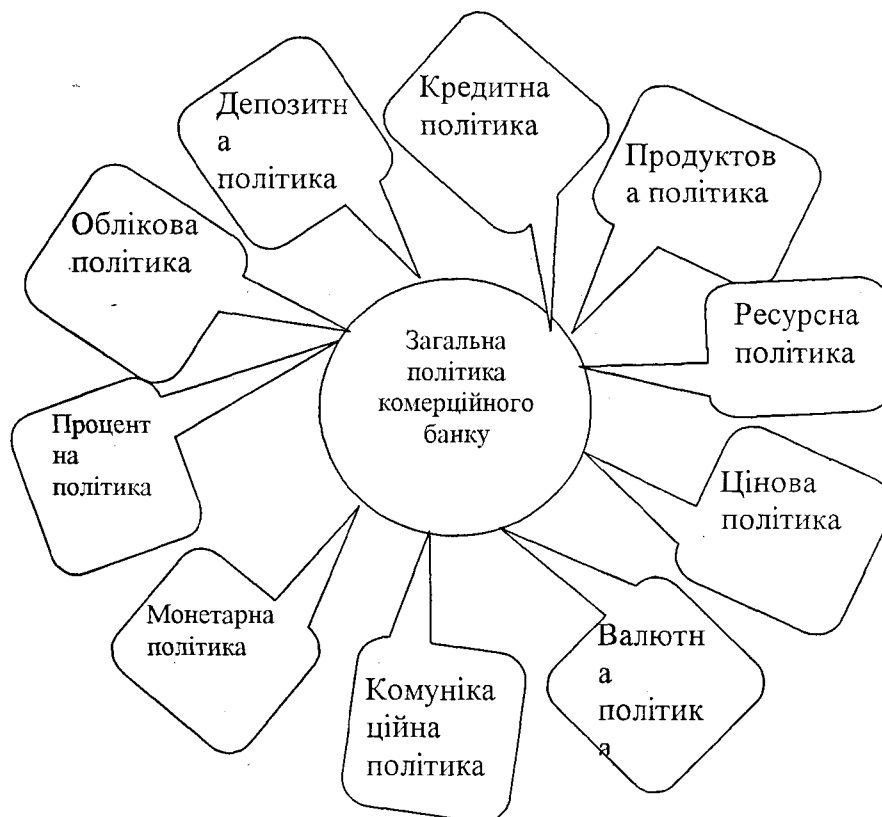 Кредитна
політика
Депозитн
а
політика
Продуктов
а політика
Облікова
політика
Ресурсна
політика
Загальна
політика
комерційного
банку
Процент
на
політика
Цінова
політика
Монетарна
політика
Валютн
а
політик
а
Комуніка
ційна
політика